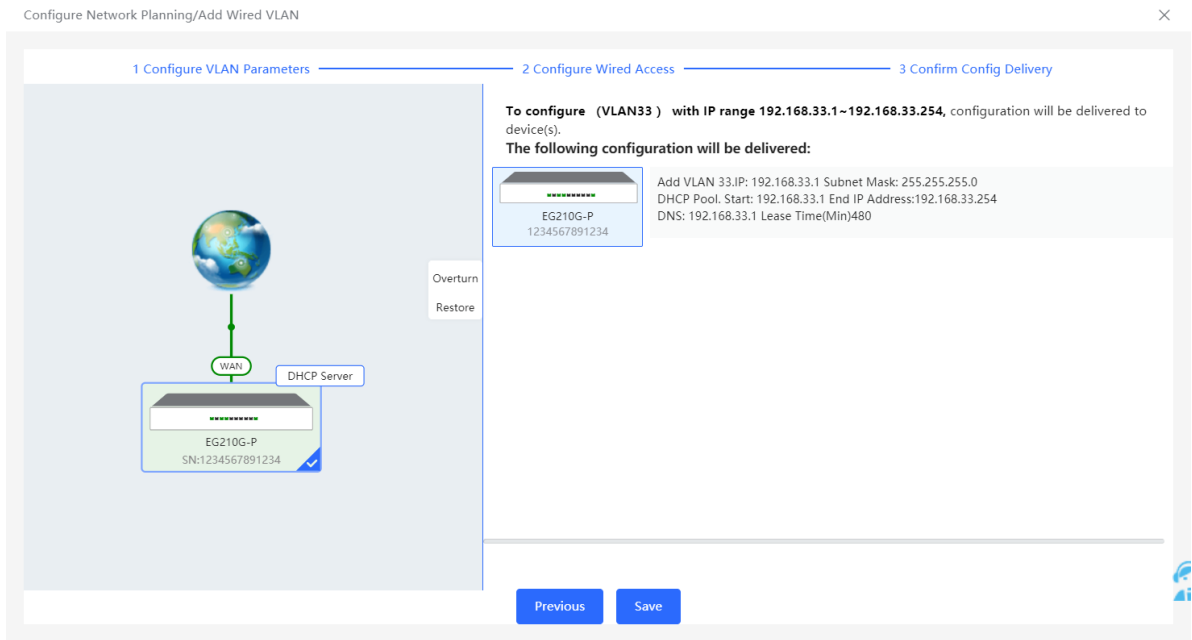 Configure Network Planning/Add Wired VLAN
1 Configure VLAN Parameters
2 Configure Wired Access
3 Confirm Config Delivery
Overturn
Restore
WAN
DHCP Server
EG210G-P
SN:1234567891234
To configure （VLAN33 ） with IP range 192.168.33.1~192.168.33.254, configuration will be delivered to
device(s).
The following configuration will be delivered:
EG210G-P
1234567891234
Add VLAN 33.IP: 192.168.33.1 Subnet Mask: 255.255.255.0
DHCP Pool. Start: 192.168.33.1 End IP Address:192.168.33.254
DNS: 192.168.33.1 Lease Time(Min)480
Previous
Save